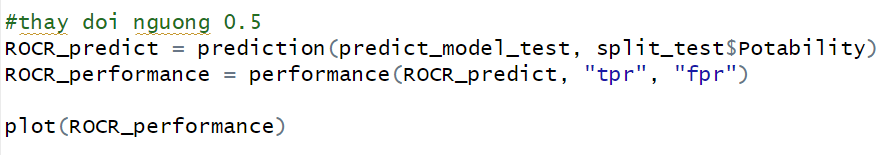 #thay doi nguong 0.5
ROCR_predict = prediction(predict_model_test, split_test$Potability)
ROCR_performance = performance(ROCR_predict, "tpr", "fpr")
plot(ROCR_performance)